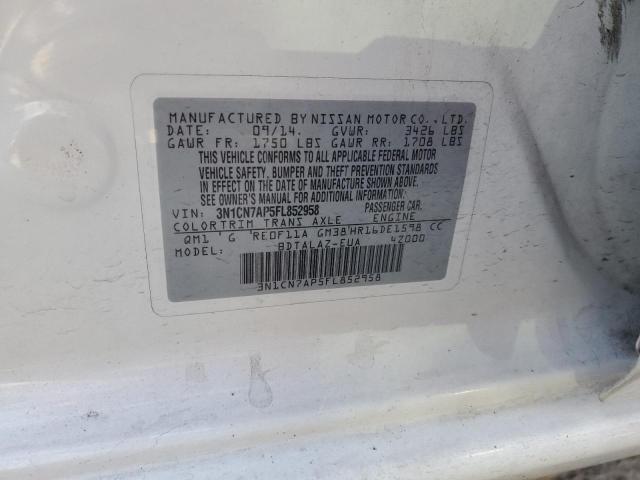 MANUFACTURED BY NISSAN MOTOR CO., LTD.
DATE: 09/14. GVWR: 3426 LBS
GAWR FR: 1750 LBS GAWR RR: 1708 LBS
THIS VEHICLE CONFORMS TO ALL APPLICABLE FEDERAL MOTOR
VEHICLE SAFETY, BUMPER AND THEFT PREVENTION STANDARDS
IN EFFECT ON THE DATE OF MANUFACTURE SHOWN ABOVE.
SEE OWNER'S MANUAL FOR ADDITIONAL INFORMATION.
VIN: 3N1CN7AP5FL852958 PASSENGER CAR.
COLOR TRIM TRANS AXLE ENGINE
QM1 G RE0F11A GM38 HR16DE1598 CC
MODEL: BDTALAZ-EUA 4Z000
3N1CN7AP5FL852958